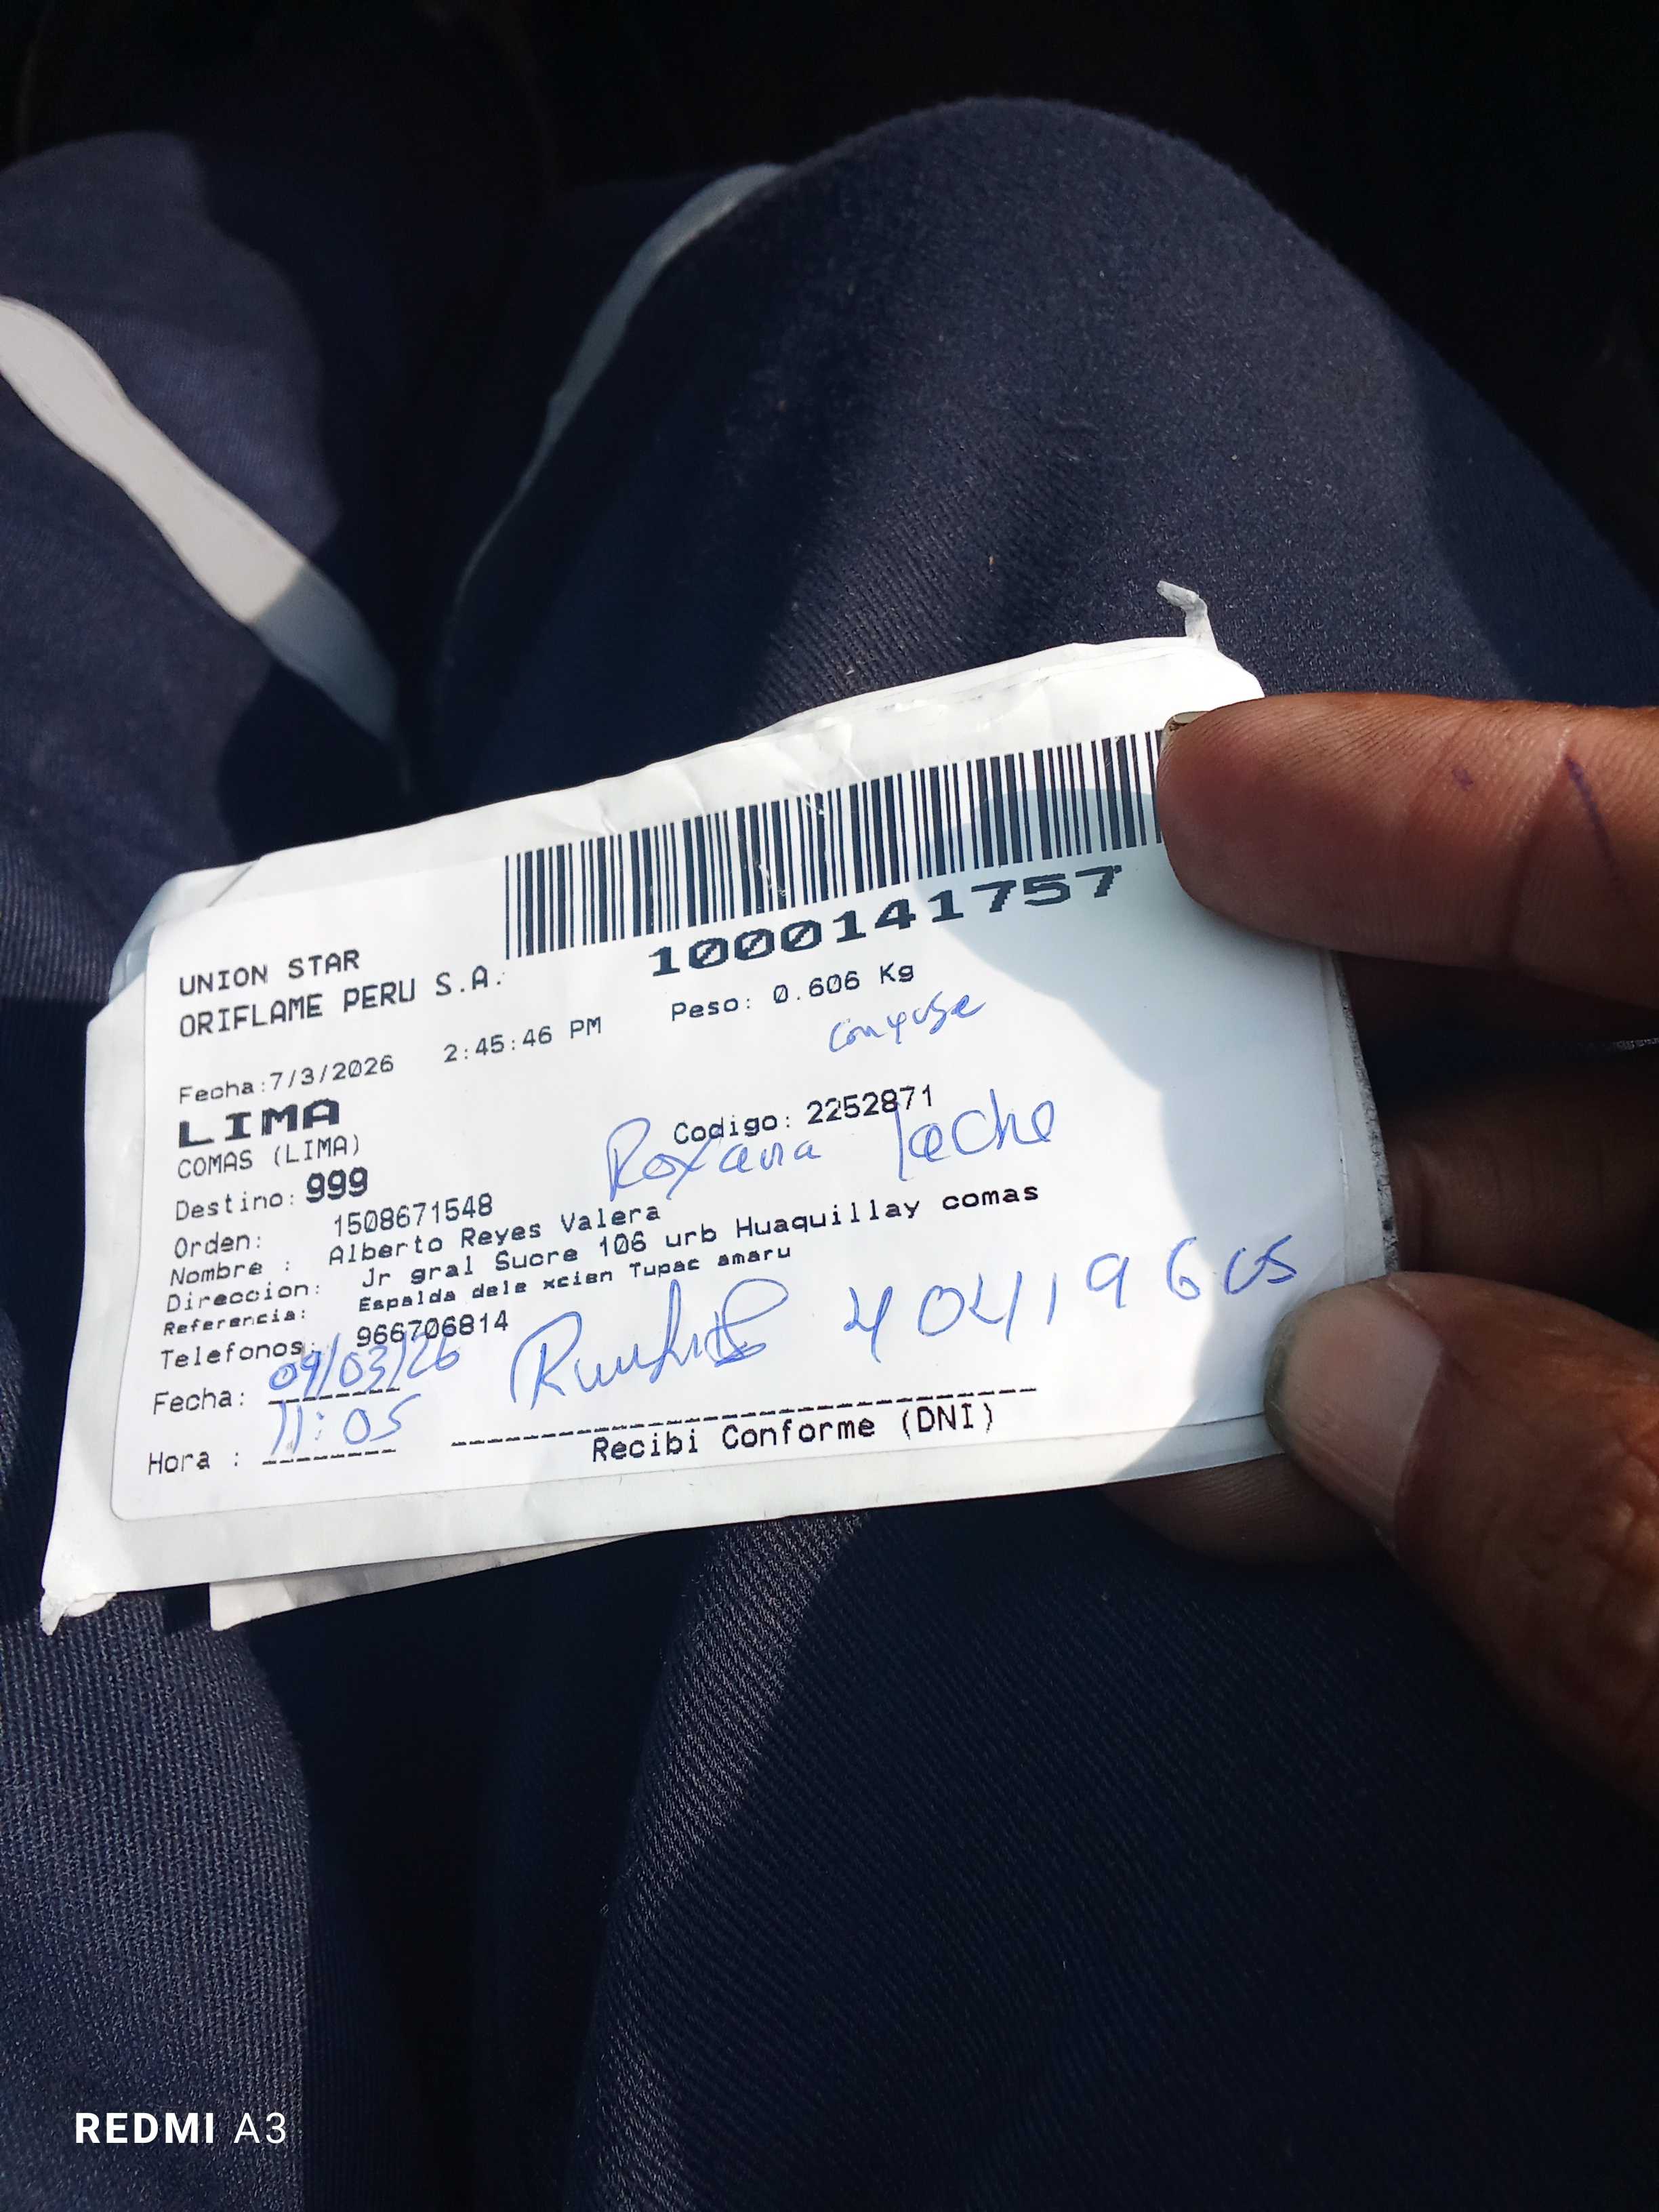 1000141757
UNION STAR
ORIFLAME PERU S.A.
Peso: 0.606 Kg
Fecha:7/3/2026 2:45:46 PM
LIMA
COMAS (LIMA)
Codigo: 2252871
Roxana
Destino: 999
Orden: 1508671548
Nombre : Alberto Reyes Valera
Direccion: Jr gral Sucre 106 urb Huaquillay comas
Referencia: Espalda dele xcien Tupac amaru
Telefonos: 966706814
Fecha: 09/03/26
Hora : 11:05
Recibi Conforme (DNI)
REDMI A3